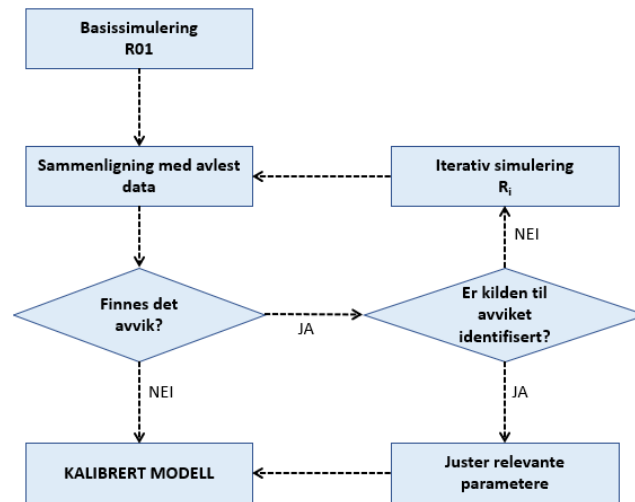 Basissimulering
R01
Sammenligning med avlest
data
Iterativ simulering
Rᵢ
NEI
Finnes det
avvik?
JA
Er kilden til
avviket
identifisert?
NEI
JA
KALIBRERT MODELL
Juster relevante
parametere